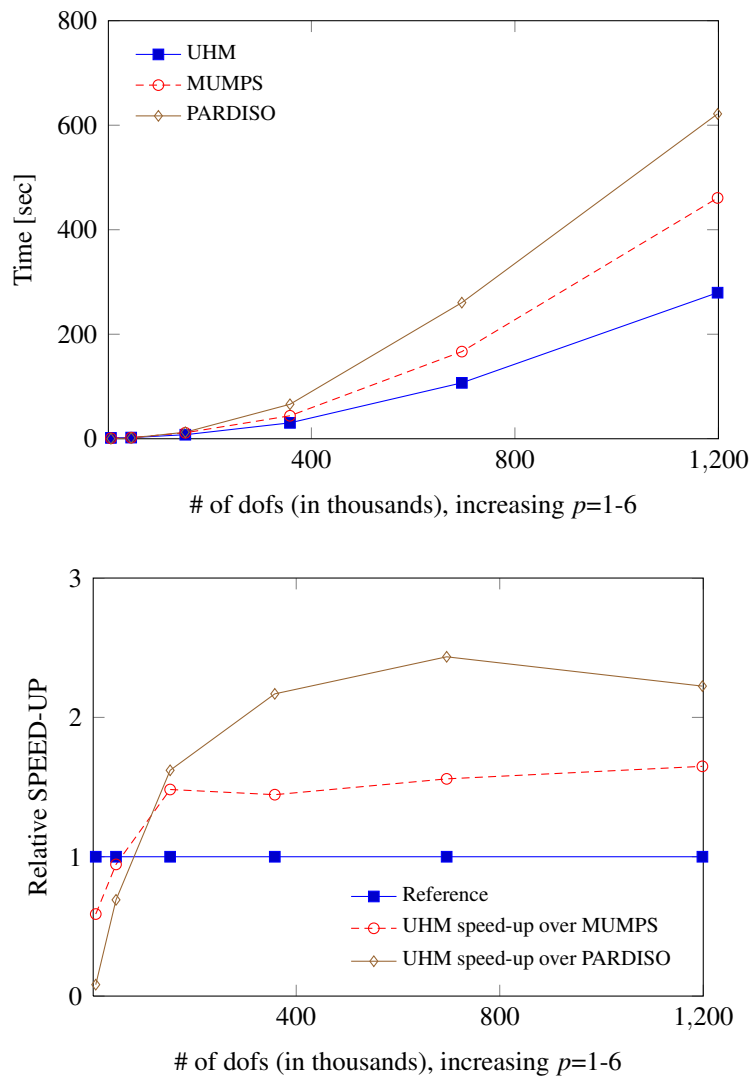 800
600
400
200
0
Time [sec]
UHM
MUMPS
PARDISO
400
800
1,200
# of dofs (in thousands), increasing p=1-6
3
2
1
0
Relative SPEED-UP
Reference
UHM speed-up over MUMPS
UHM speed-up over PARDISO
400
800
1,200
# of dofs (in thousands), increasing p=1-6